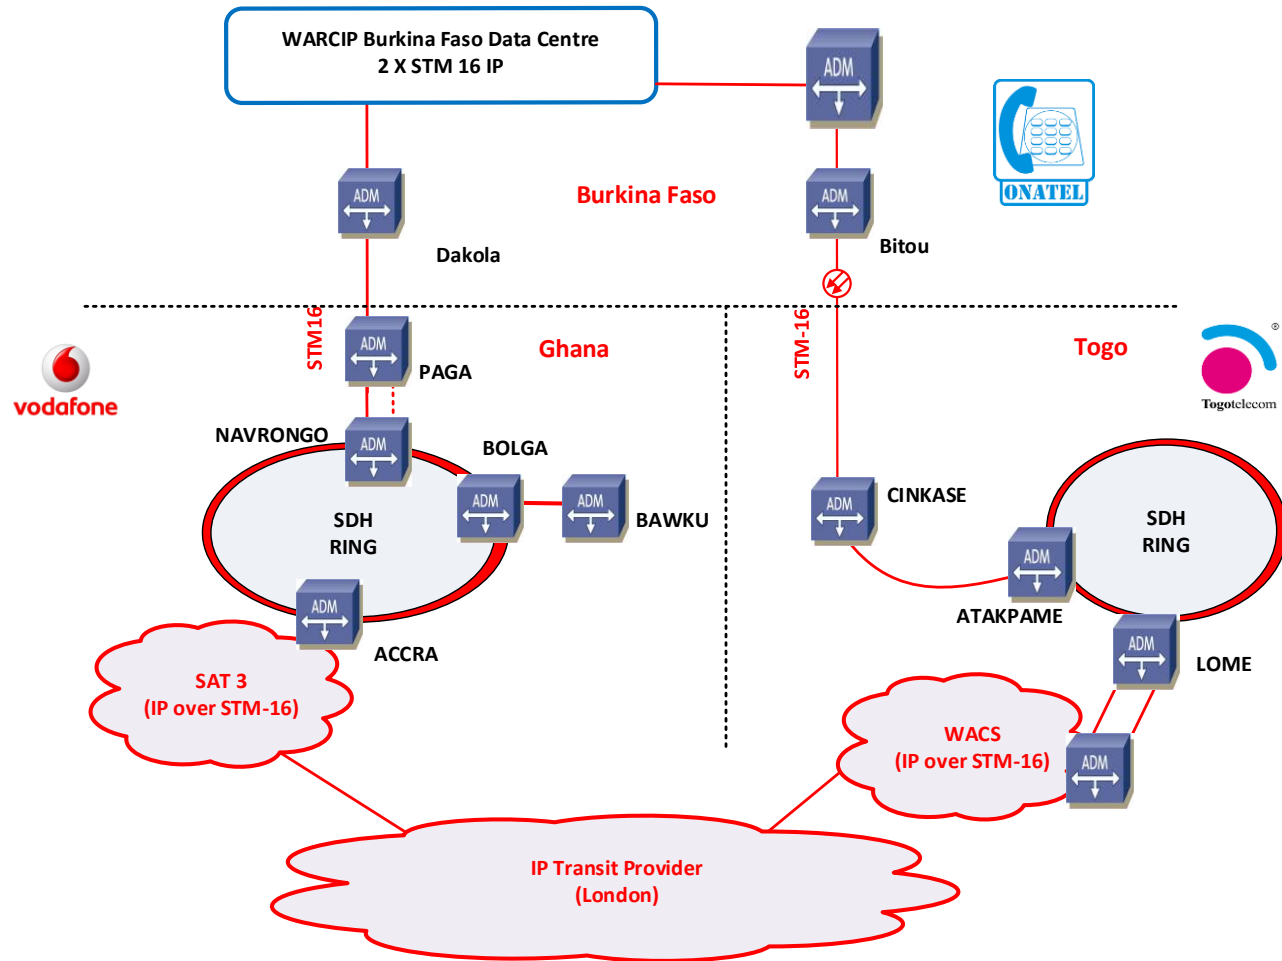 WARCIP Burkina Faso Data Centre
2 X STM 16 IP
ADM
ADM
ADM
Burkina Faso
ONATEL
Dakola
Bitou
STM16
STM-16
ADM
PAGA
Ghana
Togo
vodafone
®
Togotelecom
NAVRONGO
ADM
BOLGA
ADM
ADM
BAWKU
SDH
RING
ADM
CINKASE
SDH
RING
ADM
ATAKPAME
ADM
ACCRA
ADM
LOME
SAT 3
(IP over STM-16)
WACS
(IP over STM-16)
ADM
IP Transit Provider
(London)